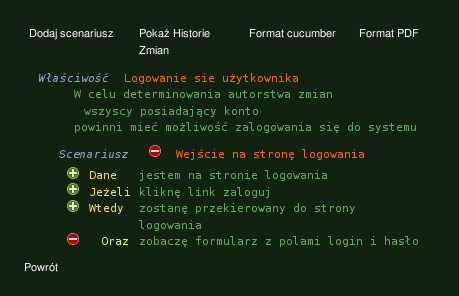 Dodaj scenariusz Pokaż Historie Zmian Format cucumber Format PDF
Właściwość Logowanie sie użytkownika
W celu determinowania autorstwa zmian
wszyscy posiadający konto
powinni mieć możliwość zalogowania się do systemu
Scenariusz Wejście na stronę logowania
Dane jestem na stronie logowania
Jeżeli kliknę link zaloguj
Wtedy zostanę przekierowany do strony
logowania
Oraz zobaczę formularz z polami login i hasło
Powrót